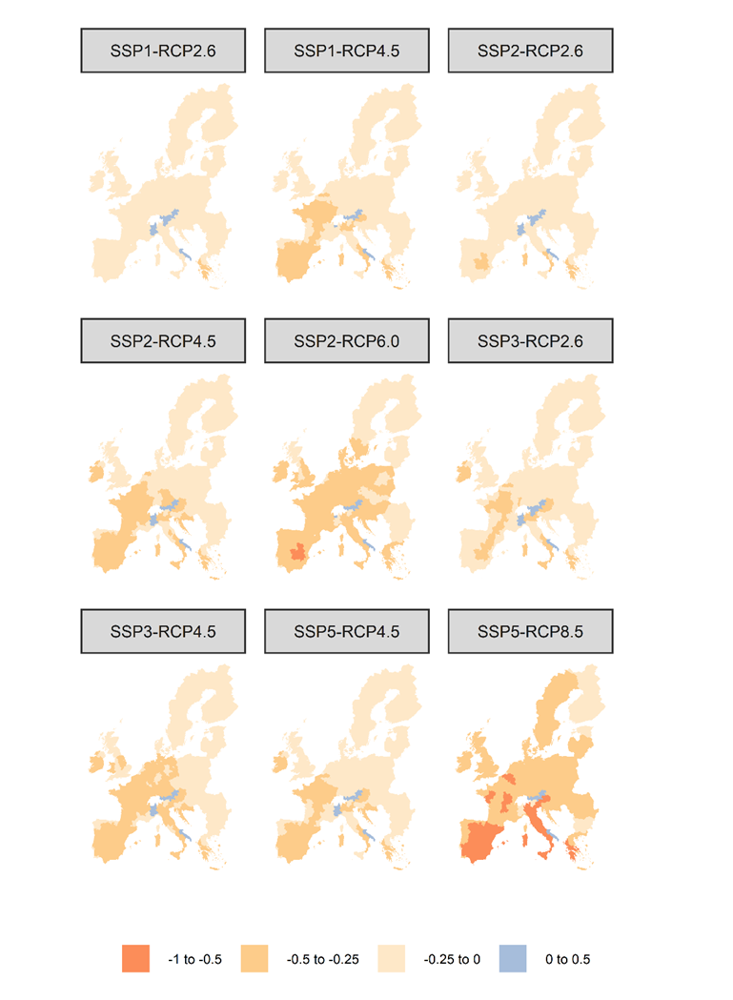 SSP1-RCP2.6 SSP1-RCP4.5 SSP2-RCP2.6
SSP2-RCP4.5 SSP2-RCP6.0 SSP3-RCP2.6
SSP3-RCP4.5 SSP5-RCP4.5 SSP5-RCP8.5
-1 to -0.5 -0.5 to -0.25 -0.25 to 0 0 to 0.5